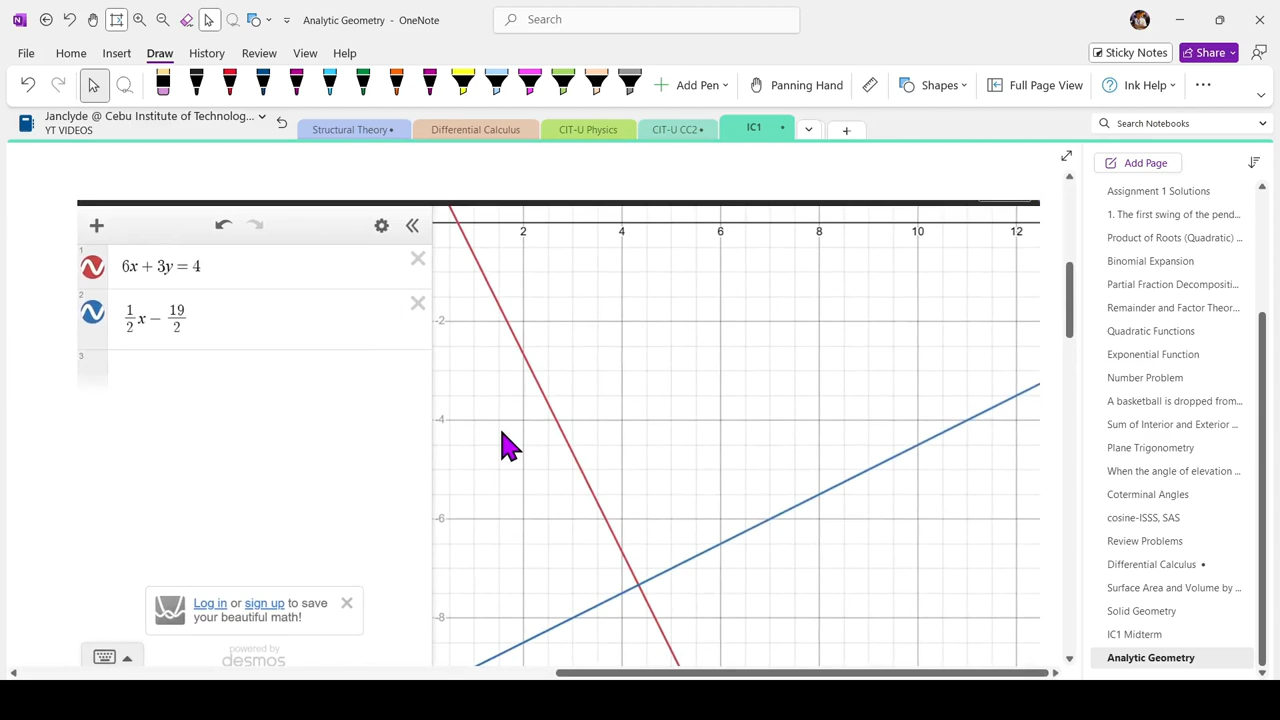 Analytic Geometry - OneNote
Search
File Home Insert Draw History Review View Help
Sticky Notes
Share
Add Pen
Panning Hand
Shapes
Full Page View
Ink Help
Janclyde @ Cebu Institute of Technolog...
YT VIDEOS
Structural Theory
Differential Calculus
CIT-U Physics
CIT-U CC2
IC1
Search Notebooks
Add Page
Assignment 1 Solutions
1. The first swing of the pend...
Product of Roots (Quadratic) ...
Binomial Expansion
Partial Fraction Decompositi...
Remainder and Factor Theor...
Quadratic Functions
Exponential Function
Number Problem
A basketball is dropped from...
Sum of Interior and Exterior ...
Plane Trigonometry
When the angle of elevation ...
Coterminal Angles
cosine-ISSS, SAS
Review Problems
Differential Calculus
Surface Area and Volume by ...
Solid Geometry
IC1 Midterm
Analytic Geometry
1
6x + 3y = 4
2
1/2 x − 19/2
3
2 4 6 8 10 12
-2
-4
-6
-8
Log in or sign up to save
your beautiful math!
powered by
desmos